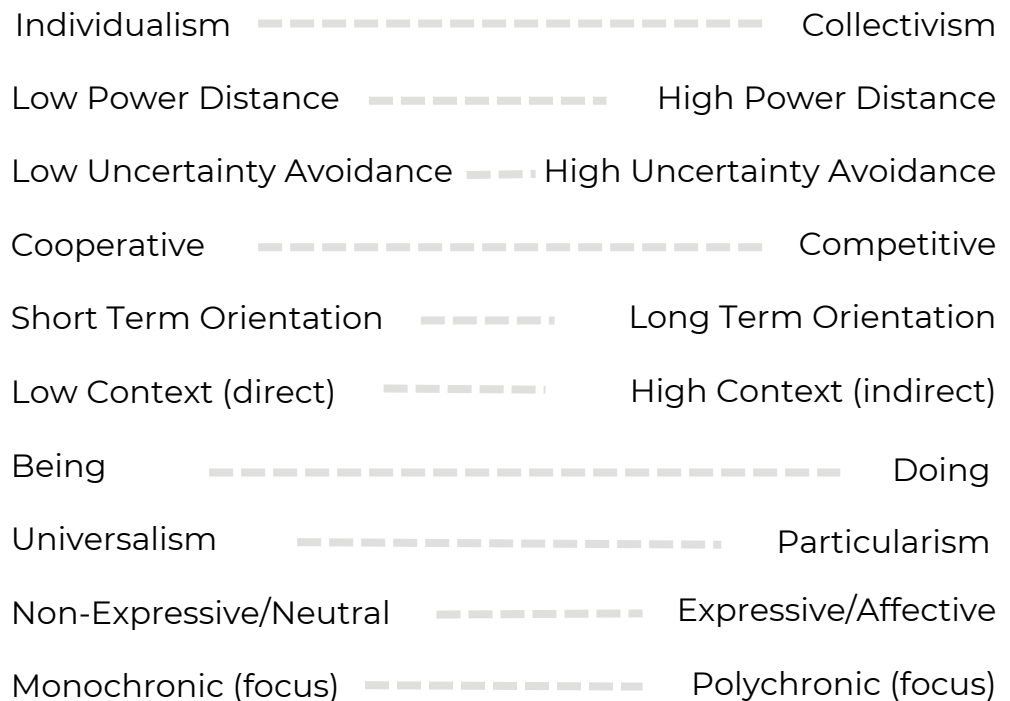 Individualism Collectivism
Low Power Distance High Power Distance
Low Uncertainty Avoidance High Uncertainty Avoidance
Cooperative Competitive
Short Term Orientation Long Term Orientation
Low Context (direct) High Context (indirect)
Being Doing
Universalism Particularism
Non-Expressive/Neutral Expressive/Affective
Monochronic (focus) Polychronic (focus)